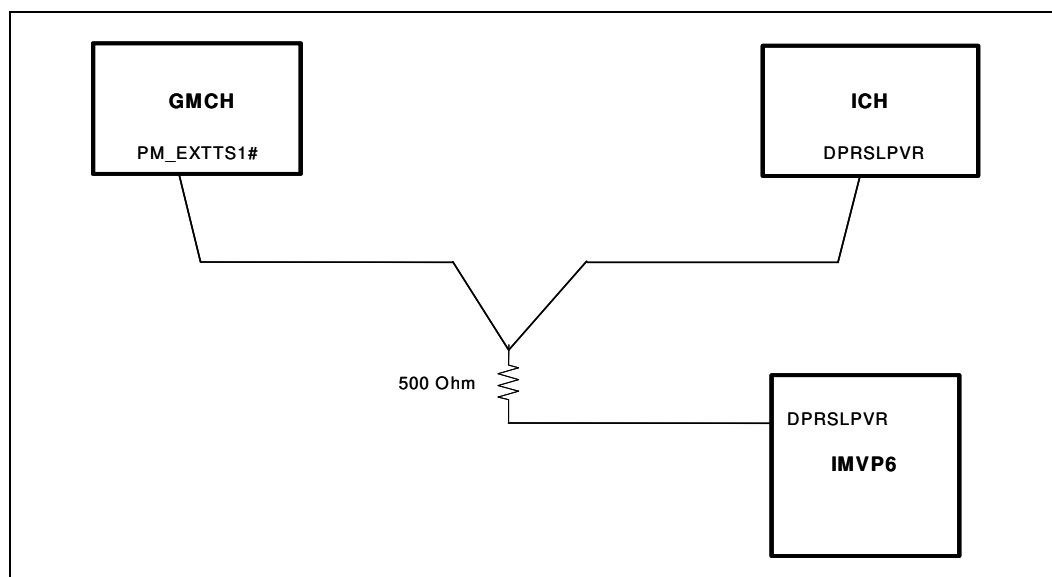 GMCH
PM_EXTTS1#
ICH
DPRSLPVR
500 Ohm
DPRSLPVR
IMVP6